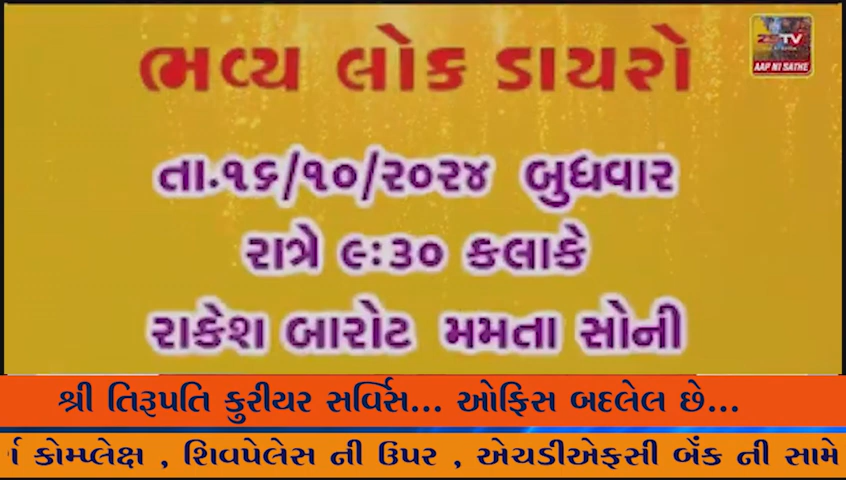 ભવ્ય લોક ડાયરો
TV
AAP NI SATHE
તા.૧૬/૧૦/૨૦૨૪ બુધવાર
રાત્રે ૯:૩૦ કલાકે
રાકેશ બારોટ મમતા સોની
શ્રી તિરૂપતિ કુરીયર સર્વિસ... ઓફિસ બદલેલ છે...
કોમ્પ્લેક્ષ , શિવપેલેસ ની ઉપર , એચડીએફસી બેંક ની સામે